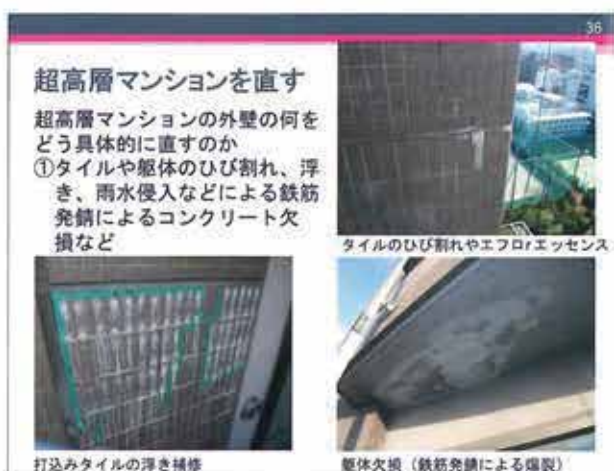 36
超高層マンションを直す
超高層マンションの外壁の何を
どう具体的に直すのか
①タイルや躯体のひび割れ、浮
き、雨水侵入などによる鉄筋
発錆によるコンクリート欠
損など
タイルのひび割れやエフロrエッセンス
打込みタイルの浮き補修
躯体欠損（鉄筋発錆による爆裂）